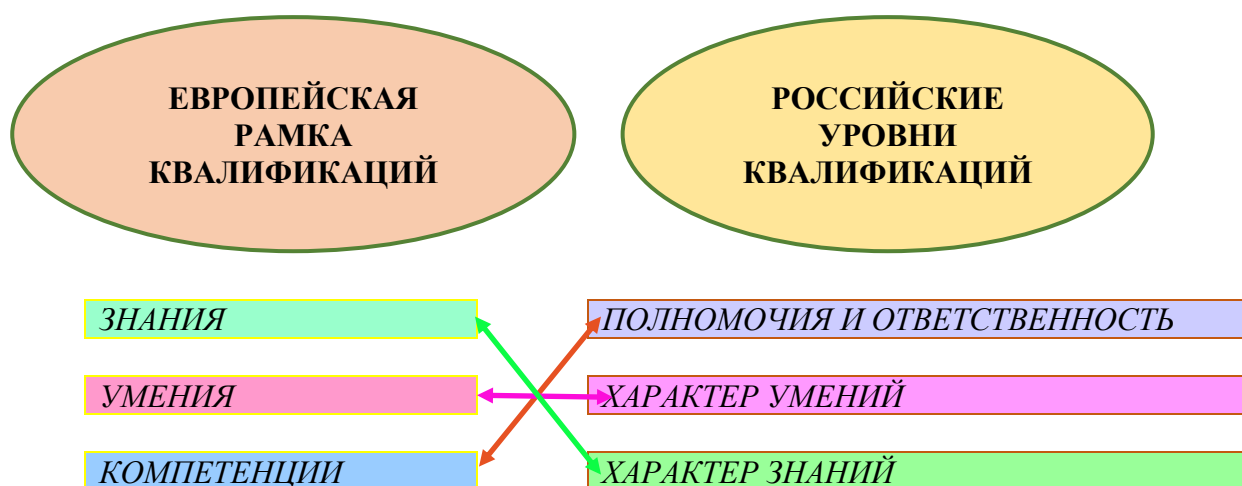 ЕВРОПЕЙСКАЯ
РАМКА
КВАЛИФИКАЦИЙ
РОССИЙСКИЕ
УРОВНИ
КВАЛИФИКАЦИЙ
ЗНАНИЯ
ПОЛНОМОЧИЯ И ОТВЕТСТВЕННОСТЬ
УМЕНИЯ
ХАРАКТЕР УМЕНИЙ
КОМПЕТЕНЦИИ
ХАРАКТЕР ЗНАНИЙ